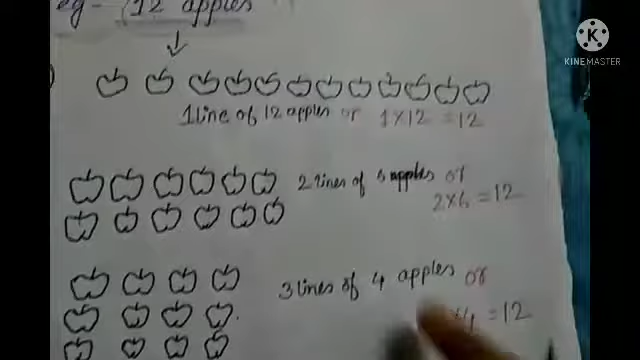 eg - 12 apples
KINEMASTER
1 line of 12 apples or 1×12 = 12
2 lines of 6 apples or
2×6 = 12
3 lines of 4 apples or
×4 = 12